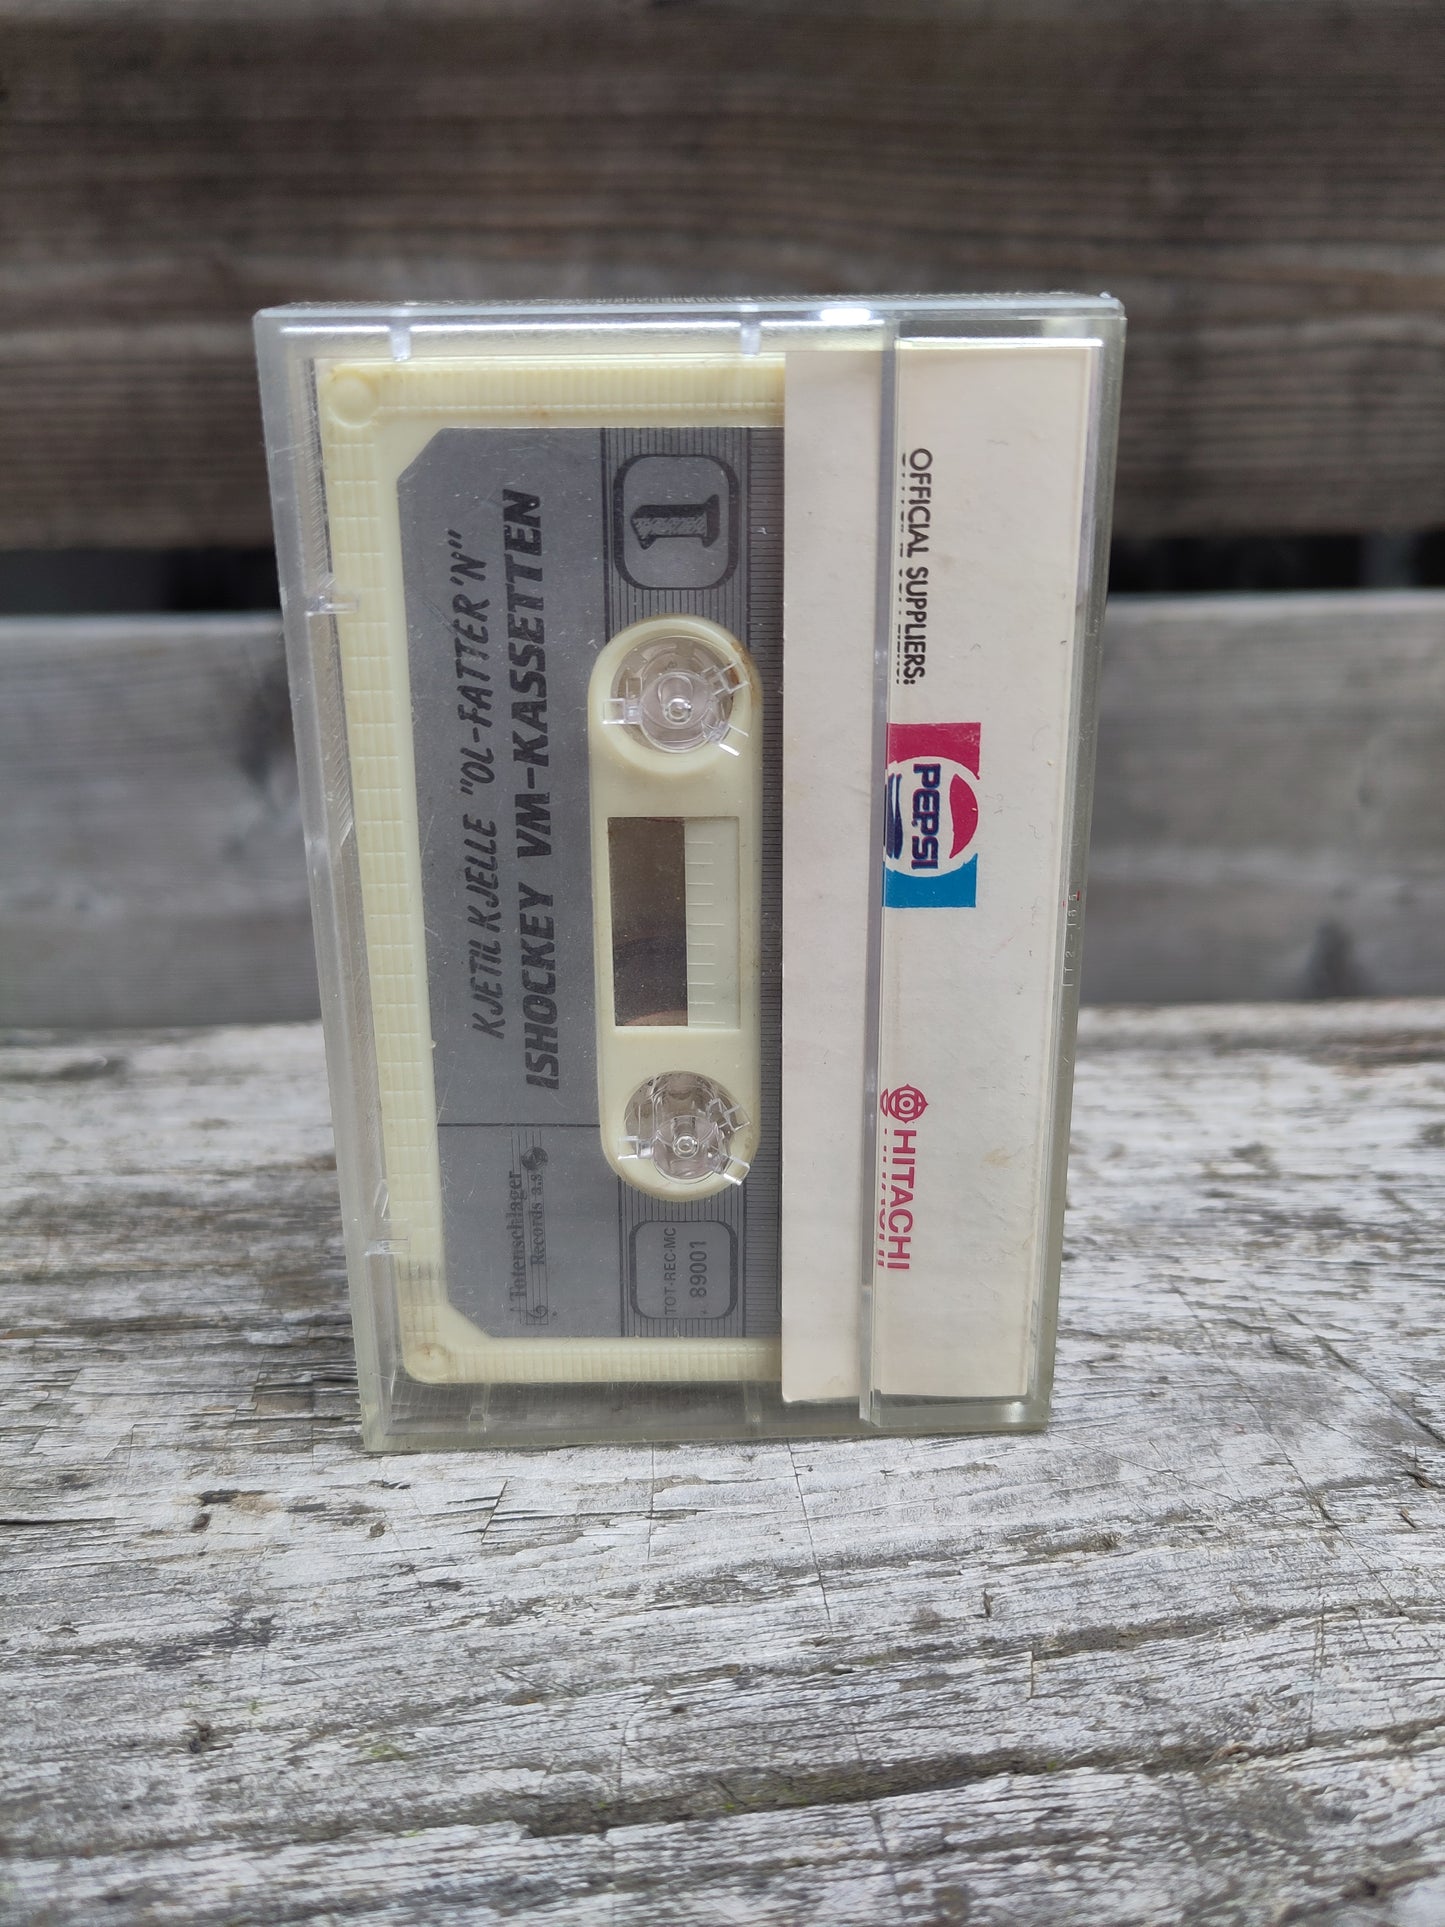 KJETIL KJELLE "OL-FATTER'N"
ISHOCKEY VM-KASSETTEN
1
Totenschlager
Records a.s
TOT-REC-MC
89001
OFFICIAL SUPPLIERS:
PEPSI
HITACHI